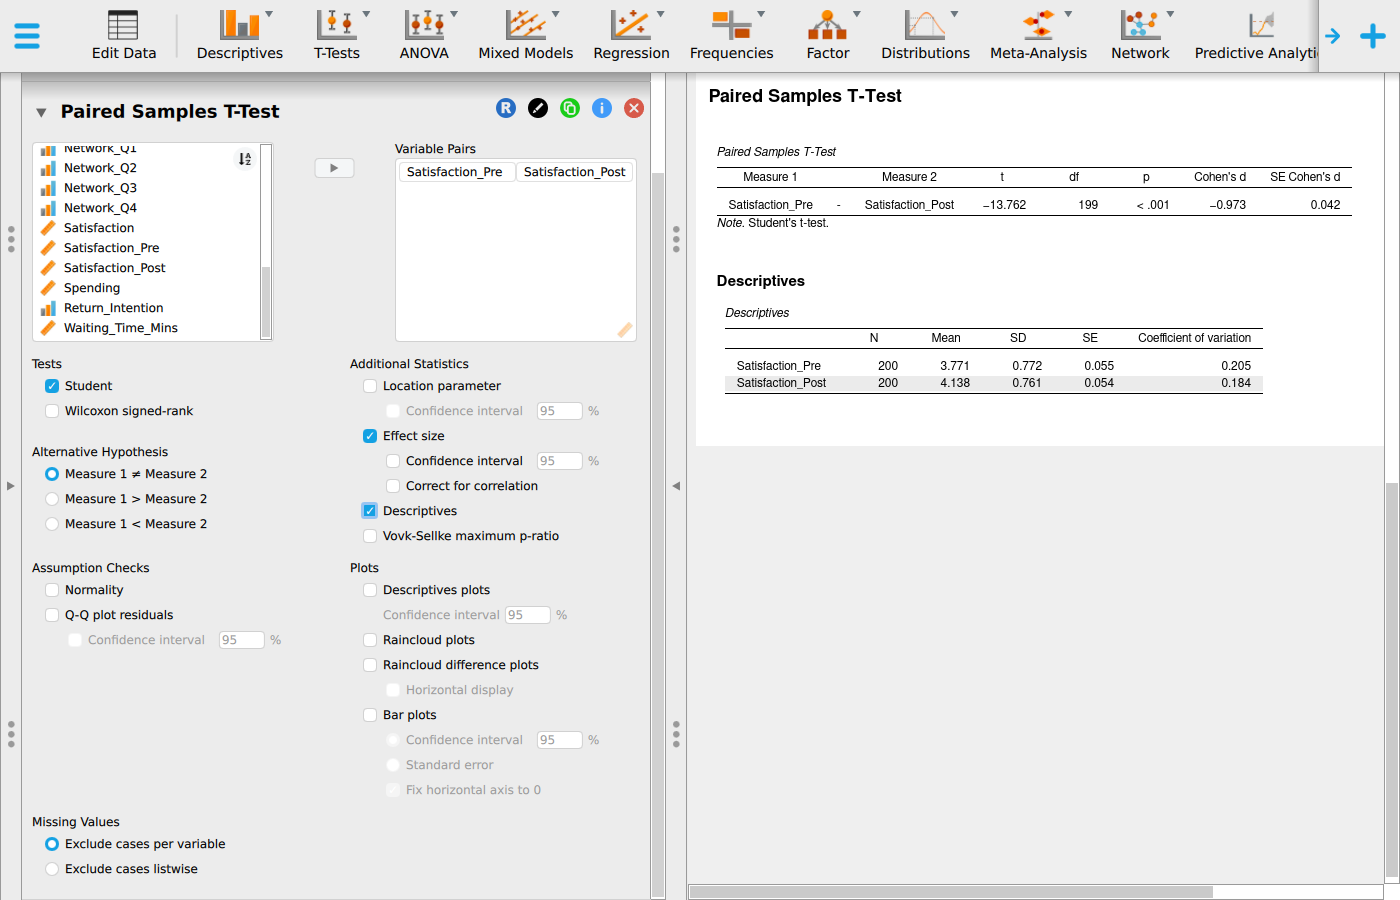 Edit Data
Descriptives
T-Tests
ANOVA
Mixed Models
Regression
Frequencies
Factor
Distributions
Meta-Analysis
Network
Predictive Analyti
Paired Samples T-Test
R
i
Network_Q1
Network_Q2
Network_Q3
Network_Q4
Satisfaction
Satisfaction_Pre
Satisfaction_Post
Spending
Return_Intention
Waiting_Time_Mins
A
Z
Variable Pairs
Satisfaction_Pre Satisfaction_Post
Tests
Student
Wilcoxon signed-rank
Alternative Hypothesis
Measure 1 ≠ Measure 2
Measure 1 > Measure 2
Measure 1 < Measure 2
Assumption Checks
Normality
Q-Q plot residuals
Confidence interval 95 %
Additional Statistics
Location parameter
Confidence interval 95 %
Effect size
Confidence interval 95 %
Correct for correlation
Descriptives
Vovk-Sellke maximum p-ratio
Plots
Descriptives plots
Confidence interval 95 %
Raincloud plots
Raincloud difference plots
Horizontal display
Bar plots
Confidence interval 95 %
Standard error
Fix horizontal axis to 0
Missing Values
Exclude cases per variable
Exclude cases listwise
Paired Samples T-Test
Paired Samples T-Test
Measure 1 Measure 2 t df p Cohen's d SE Cohen's d
Satisfaction_Pre - Satisfaction_Post −13.762 199 < .001 −0.973 0.042
Note. Student's t-test.
Descriptives
Descriptives
N Mean SD SE Coefficient of variation
Satisfaction_Pre 200 3.771 0.772 0.055 0.205
Satisfaction_Post 200 4.138 0.761 0.054 0.184